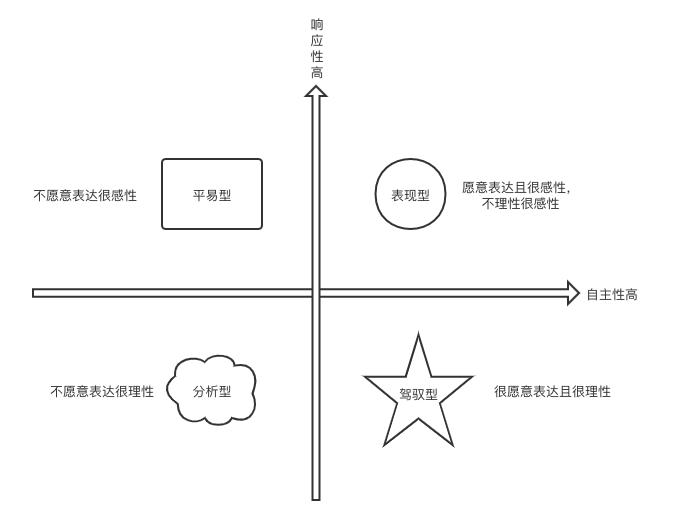 响
应
性
高
不愿意表达很感性
平易型
表现型
愿意表达且很感性，
不理性很感性
自主性高
不愿意表达很理性
分析型
驾驭型
很愿意表达且很理性